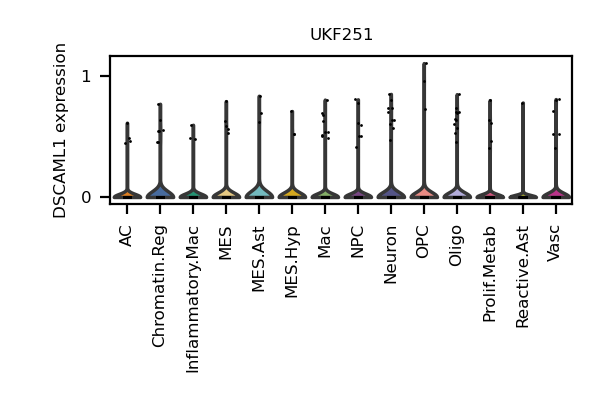 UKF251
DSCAML1 expression
1
0
AC
Chromatin.Reg
Inflammatory.Mac
MES
MES.Ast
MES.Hyp
Mac
NPC
Neuron
OPC
Oligo
Prolif.Metab
Reactive.Ast
Vasc